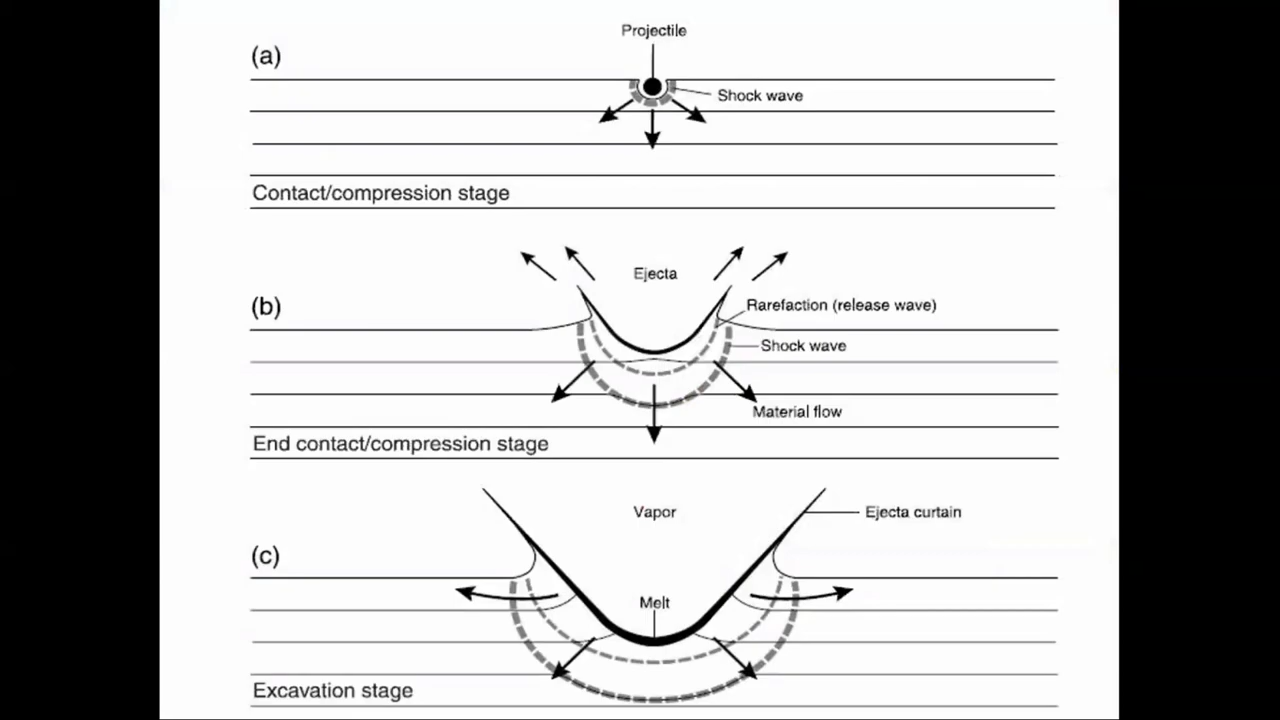 Projectile
(a)
Shock wave
Contact/compression stage
Ejecta
(b)
Rarefaction (release wave)
Shock wave
Material flow
End contact/compression stage
Vapor
Ejecta curtain
(c)
Melt
Excavation stage